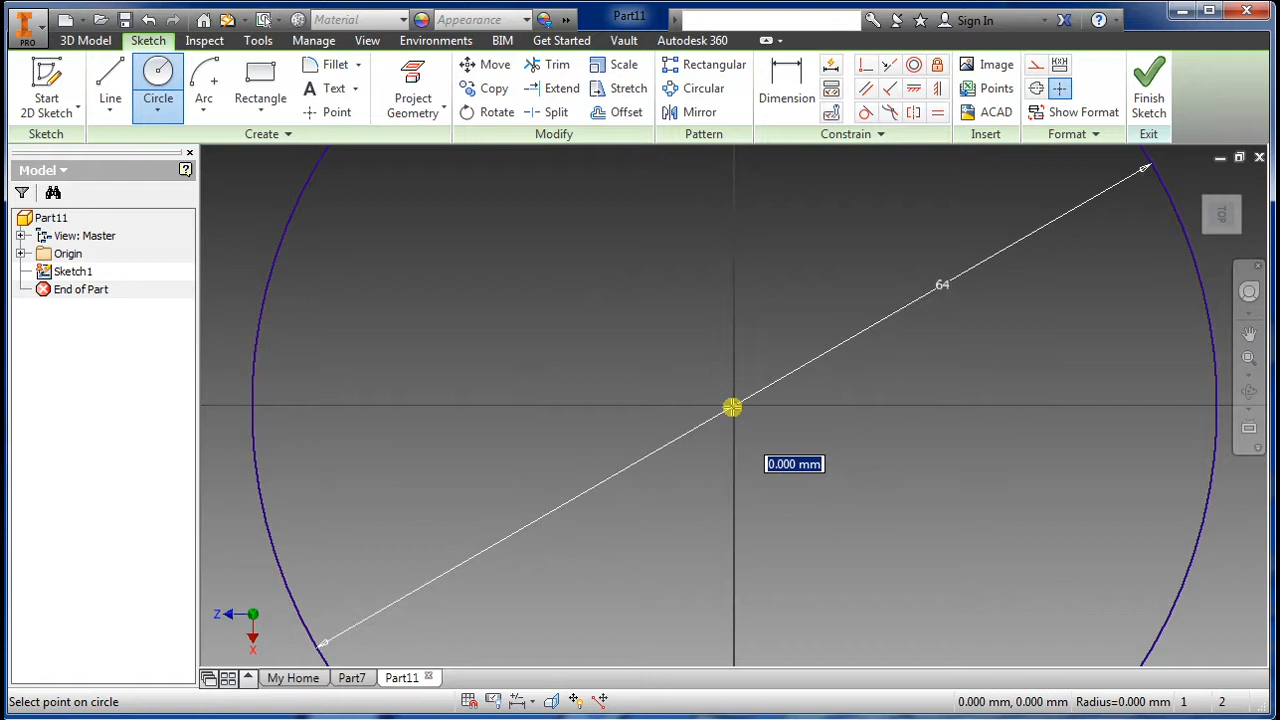 Material
Appearance
Part11
Sign In
PRO
3D Model Sketch Inspect Tools Manage View Environments BIM Get Started Vault Autodesk 360
Start
2D Sketch
Line
Circle
Arc
Rectangle
Fillet
Text
Point
Project
Geometry
Move
Copy
Rotate
Trim
Extend
Split
Scale
Stretch
Offset
Rectangular
Circular
Mirror
Dimension
Image
Points
ACAD
Show Format
Finish
Sketch
Sketch Create Modify Pattern Constrain Insert Format Exit
Model
Part11
View: Master
Origin
Sketch1
End of Part
TOP
64
0.000 mm
Z
X
My Home Part7 Part11
Select point on circle
0.000 mm, 0.000 mm Radius=0.000 mm 1 2